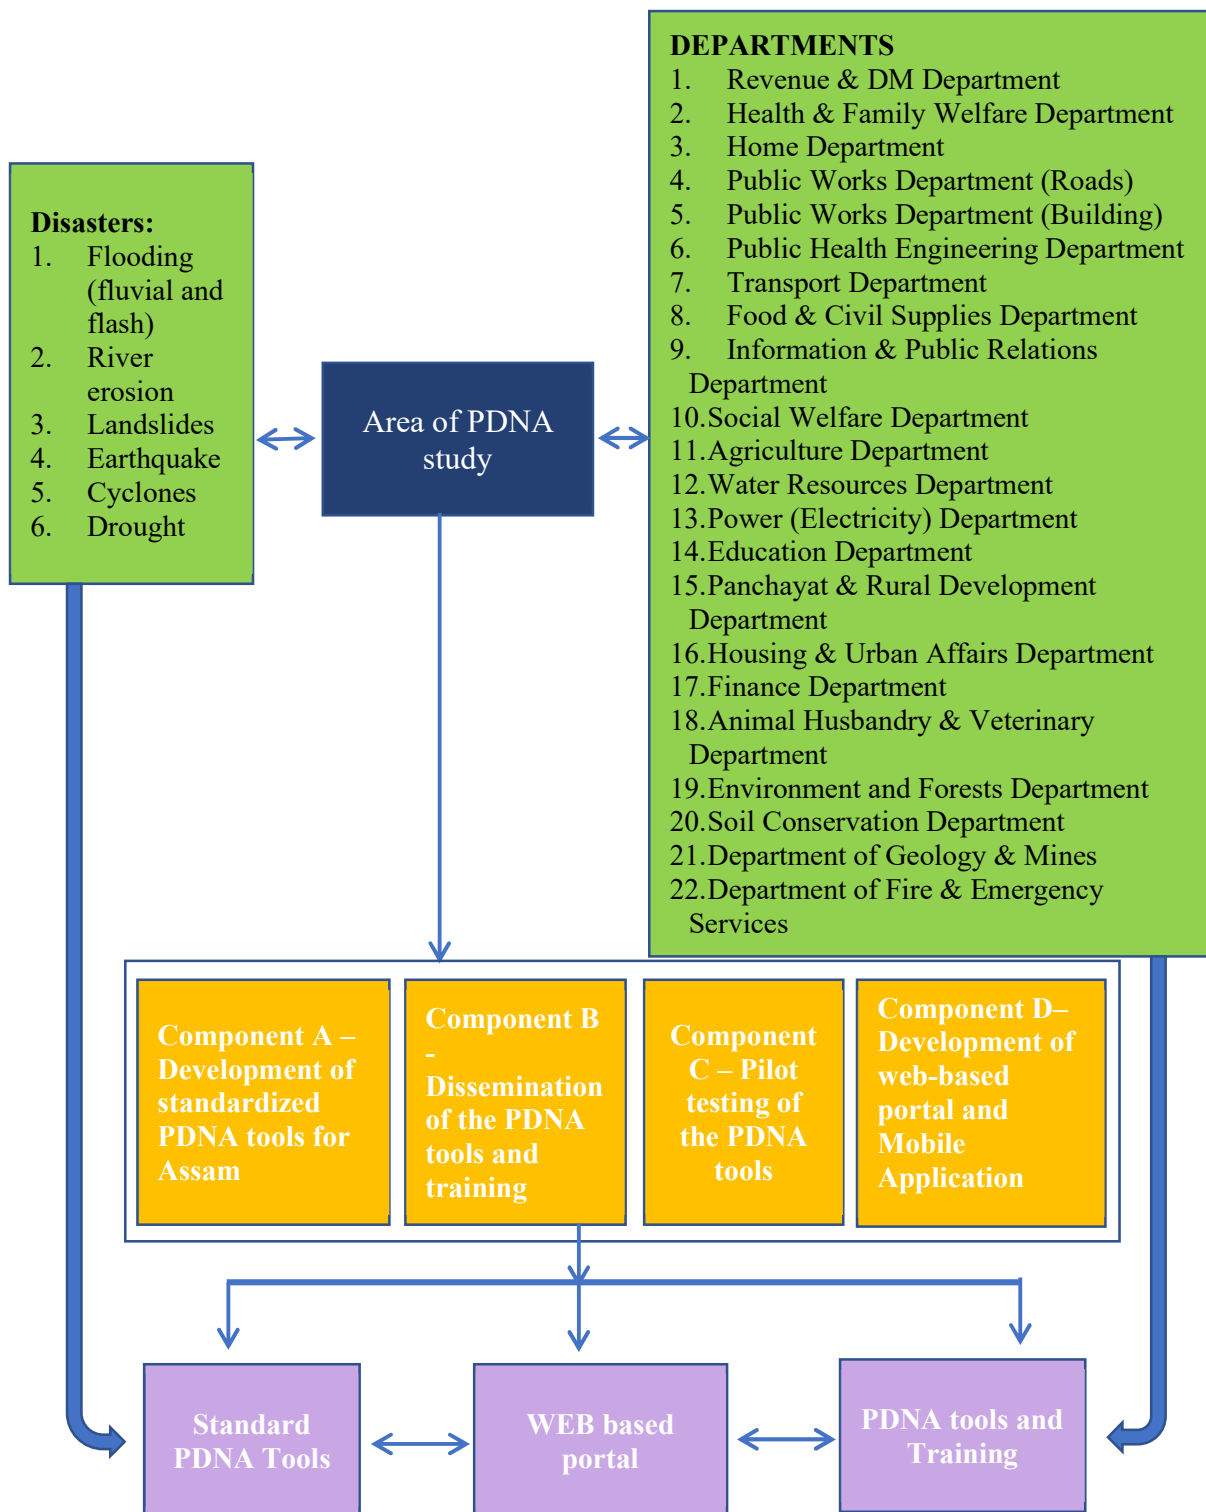 DEPARTMENTS
1. Revenue & DM Department
2. Health & Family Welfare Department
3. Home Department
4. Public Works Department (Roads)
5. Public Works Department (Building)
6. Public Health Engineering Department
7. Transport Department
8. Food & Civil Supplies Department
9. Information & Public Relations
Department
10.Social Welfare Department
11.Agriculture Department
12.Water Resources Department
13.Power (Electricity) Department
14.Education Department
15.Panchayat & Rural Development
Department
16.Housing & Urban Affairs Department
17.Finance Department
18.Animal Husbandry & Veterinary
Department
19.Environment and Forests Department
20.Soil Conservation Department
21.Department of Geology & Mines
22.Department of Fire & Emergency
Services
Disasters:
1. Flooding
(fluvial and
flash)
2. River
erosion
3. Landslides
4. Earthquake
5. Cyclones
6. Drought
Area of PDNA
study
Component A –
Development of
standardized
PDNA tools for
Assam
Component B
-
Dissemination
of the PDNA
tools and
training
Component
C – Pilot
testing of
the PDNA
tools
Component D–
Development of
web-based
portal and
Mobile
Application
Standard
PDNA Tools
WEB based
portal
PDNA tools and
Training